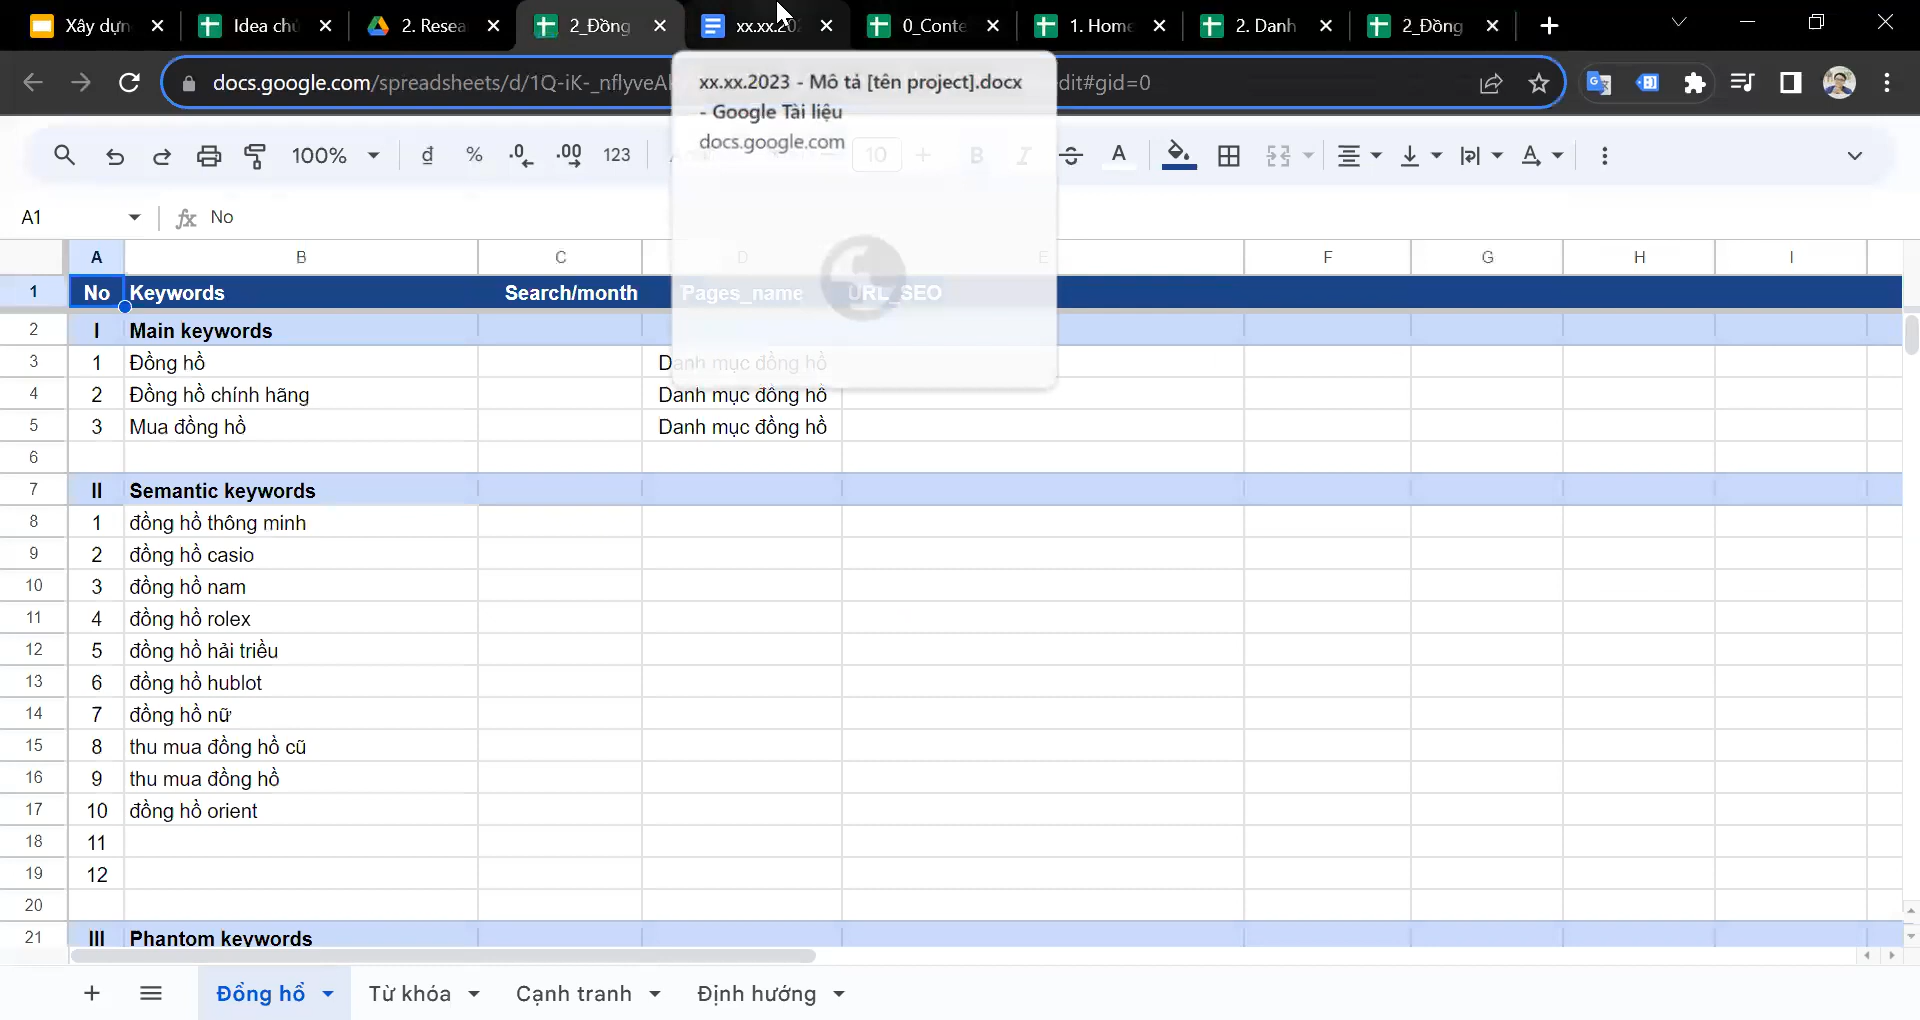 Xây dựn
Idea chủ
2. Resea
2_Đồng
xx.xx.20
0_Conte
1. Home
2. Danh
2_Đồng
docs.google.com/spreadsheets/d/1Q-iK-_nflyveA
edit#gid=0
xx.xx.2023 - Mô tả [tên project].docx
- Google Tài liệu
docs.google.com
100%
đ
%
.0
.00
123
10
B
I
A
A
A1
fx
No
A
B
C
D
E
F
G
H
I
1
No
Keywords
Search/month
Pages_name
URL_SEO
2
I
Main keywords
3
1
Đồng hồ
Danh mục đồng hồ
4
2
Đồng hồ chính hãng
Danh mục đồng hồ
5
3
Mua đồng hồ
Danh mục đồng hồ
6
7
II
Semantic keywords
8
1
đồng hồ thông minh
9
2
đồng hồ casio
10
3
đồng hồ nam
11
4
đồng hồ rolex
12
5
đồng hồ hải triều
13
6
đồng hồ hublot
14
7
đồng hồ nữ
15
8
thu mua đồng hồ cũ
16
9
thu mua đồng hồ
17
10
đồng hồ orient
18
11
19
12
20
21
III
Phantom keywords
Đồng hồ
Từ khóa
Cạnh tranh
Định hướng